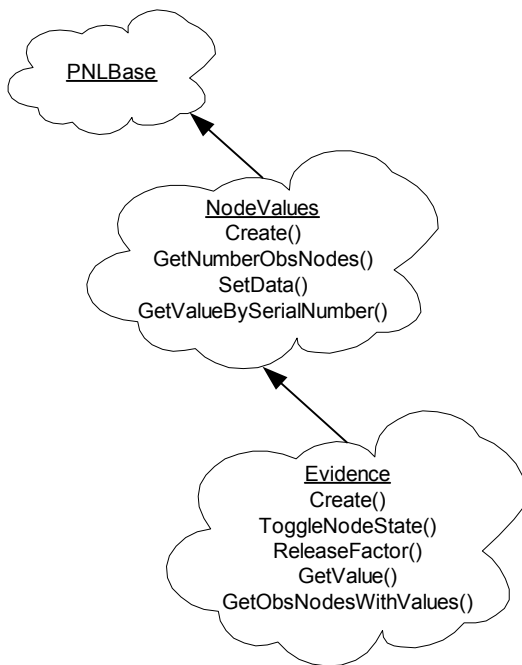 PNLBase
NodeValues
Create()
GetNumberObsNodes()
SetData()
GetValueBySerialNumber()
Evidence
Create()
ToggleNodeState()
ReleaseFactor()
GetValue()
GetObsNodesWithValues()